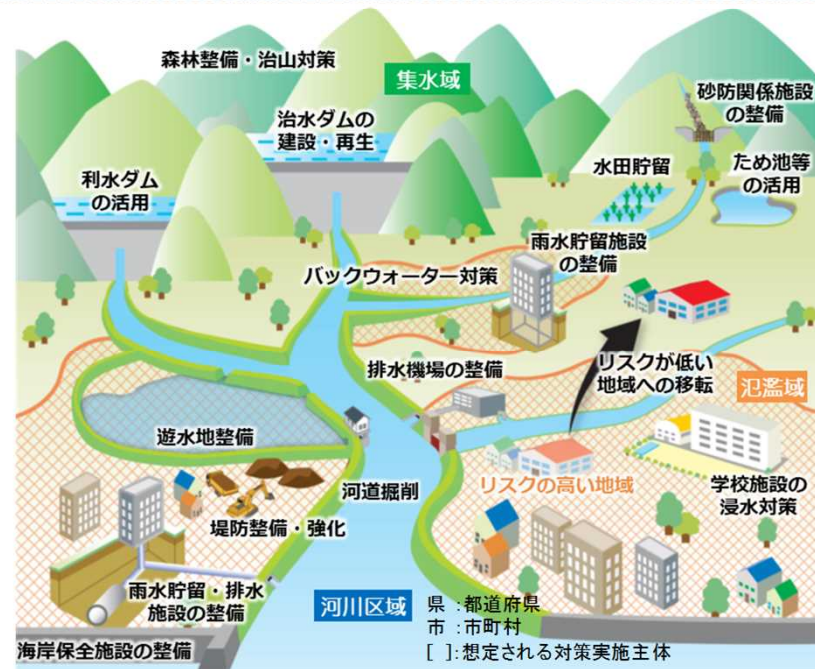 森林整備・治山対策
集水域
砂防関係施設
の整備
治水ダムの
建設・再生
水田貯留
ため池等
の活用
利水ダム
の活用
雨水貯留施設
の整備
バックウォーター対策
排水機場の整備
リスクが低い
地域への移転
氾濫域
遊水地整備
リスクの高い地域
学校施設の
浸水対策
河道掘削
堤防整備・強化
雨水貯留・排水
施設の整備
河川区域
県 :都道府県
市 :市町村
[ ]:想定される対策実施主体
海岸保全施設の整備